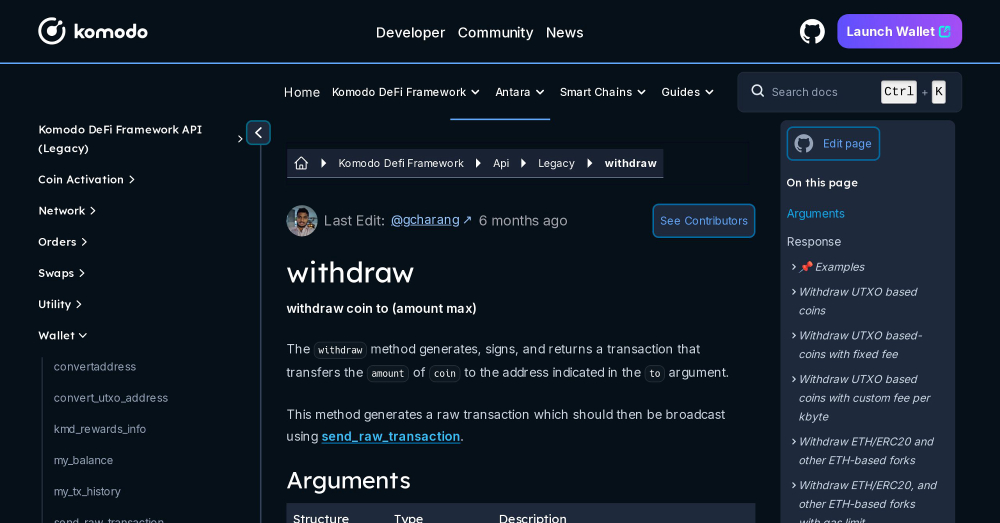 komodo
Developer Community News
Launch Wallet
Home Komodo DeFi Framework Antara Smart Chains Guides
Search docs Ctrl + K
Komodo DeFi Framework API
(Legacy)
Coin Activation
Network
Orders
Swaps
Utility
Wallet
convertaddress
convert_utxo_address
kmd_rewards_info
my_balance
my_tx_history
send_raw_transaction
Komodo Defi Framework Api Legacy withdraw
Last Edit: @gcharang ↗ 6 months ago
See Contributors
withdraw
withdraw coin to (amount max)
The withdraw method generates, signs, and returns a transaction that
transfers the amount of coin to the address indicated in the to argument.
This method generates a raw transaction which should then be broadcast
using send_raw_transaction.
Arguments
Structure Type Description
Edit page
On this page
Arguments
Response
📌 Examples
Withdraw UTXO based
coins
Withdraw UTXO based-
coins with fixed fee
Withdraw UTXO based
coins with custom fee per
kbyte
Withdraw ETH/ERC20 and
other ETH-based forks
Withdraw ETH/ERC20, and
other ETH-based forks
with gas limit